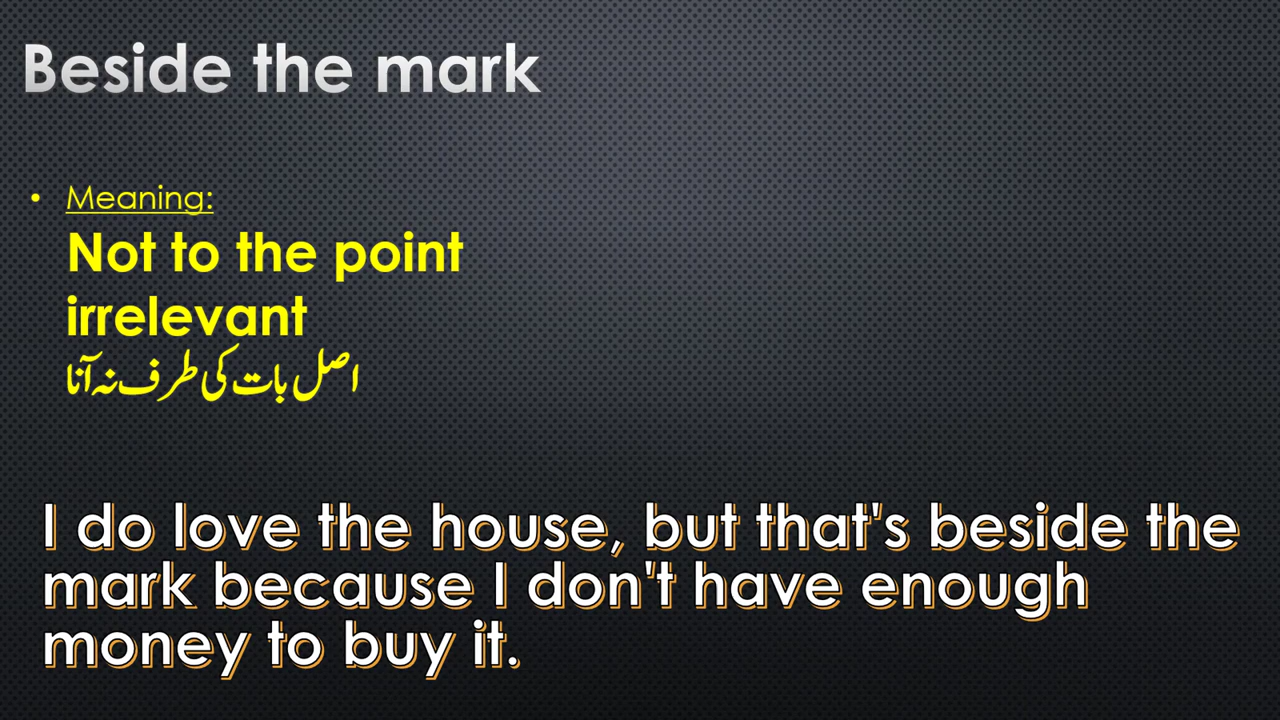 Beside the mark
• Meaning:
Not to the point
irrelevant
اصل بات کی طرف نہ آنا
I do love the house, but that's beside the
mark because I don't have enough
money to buy it.